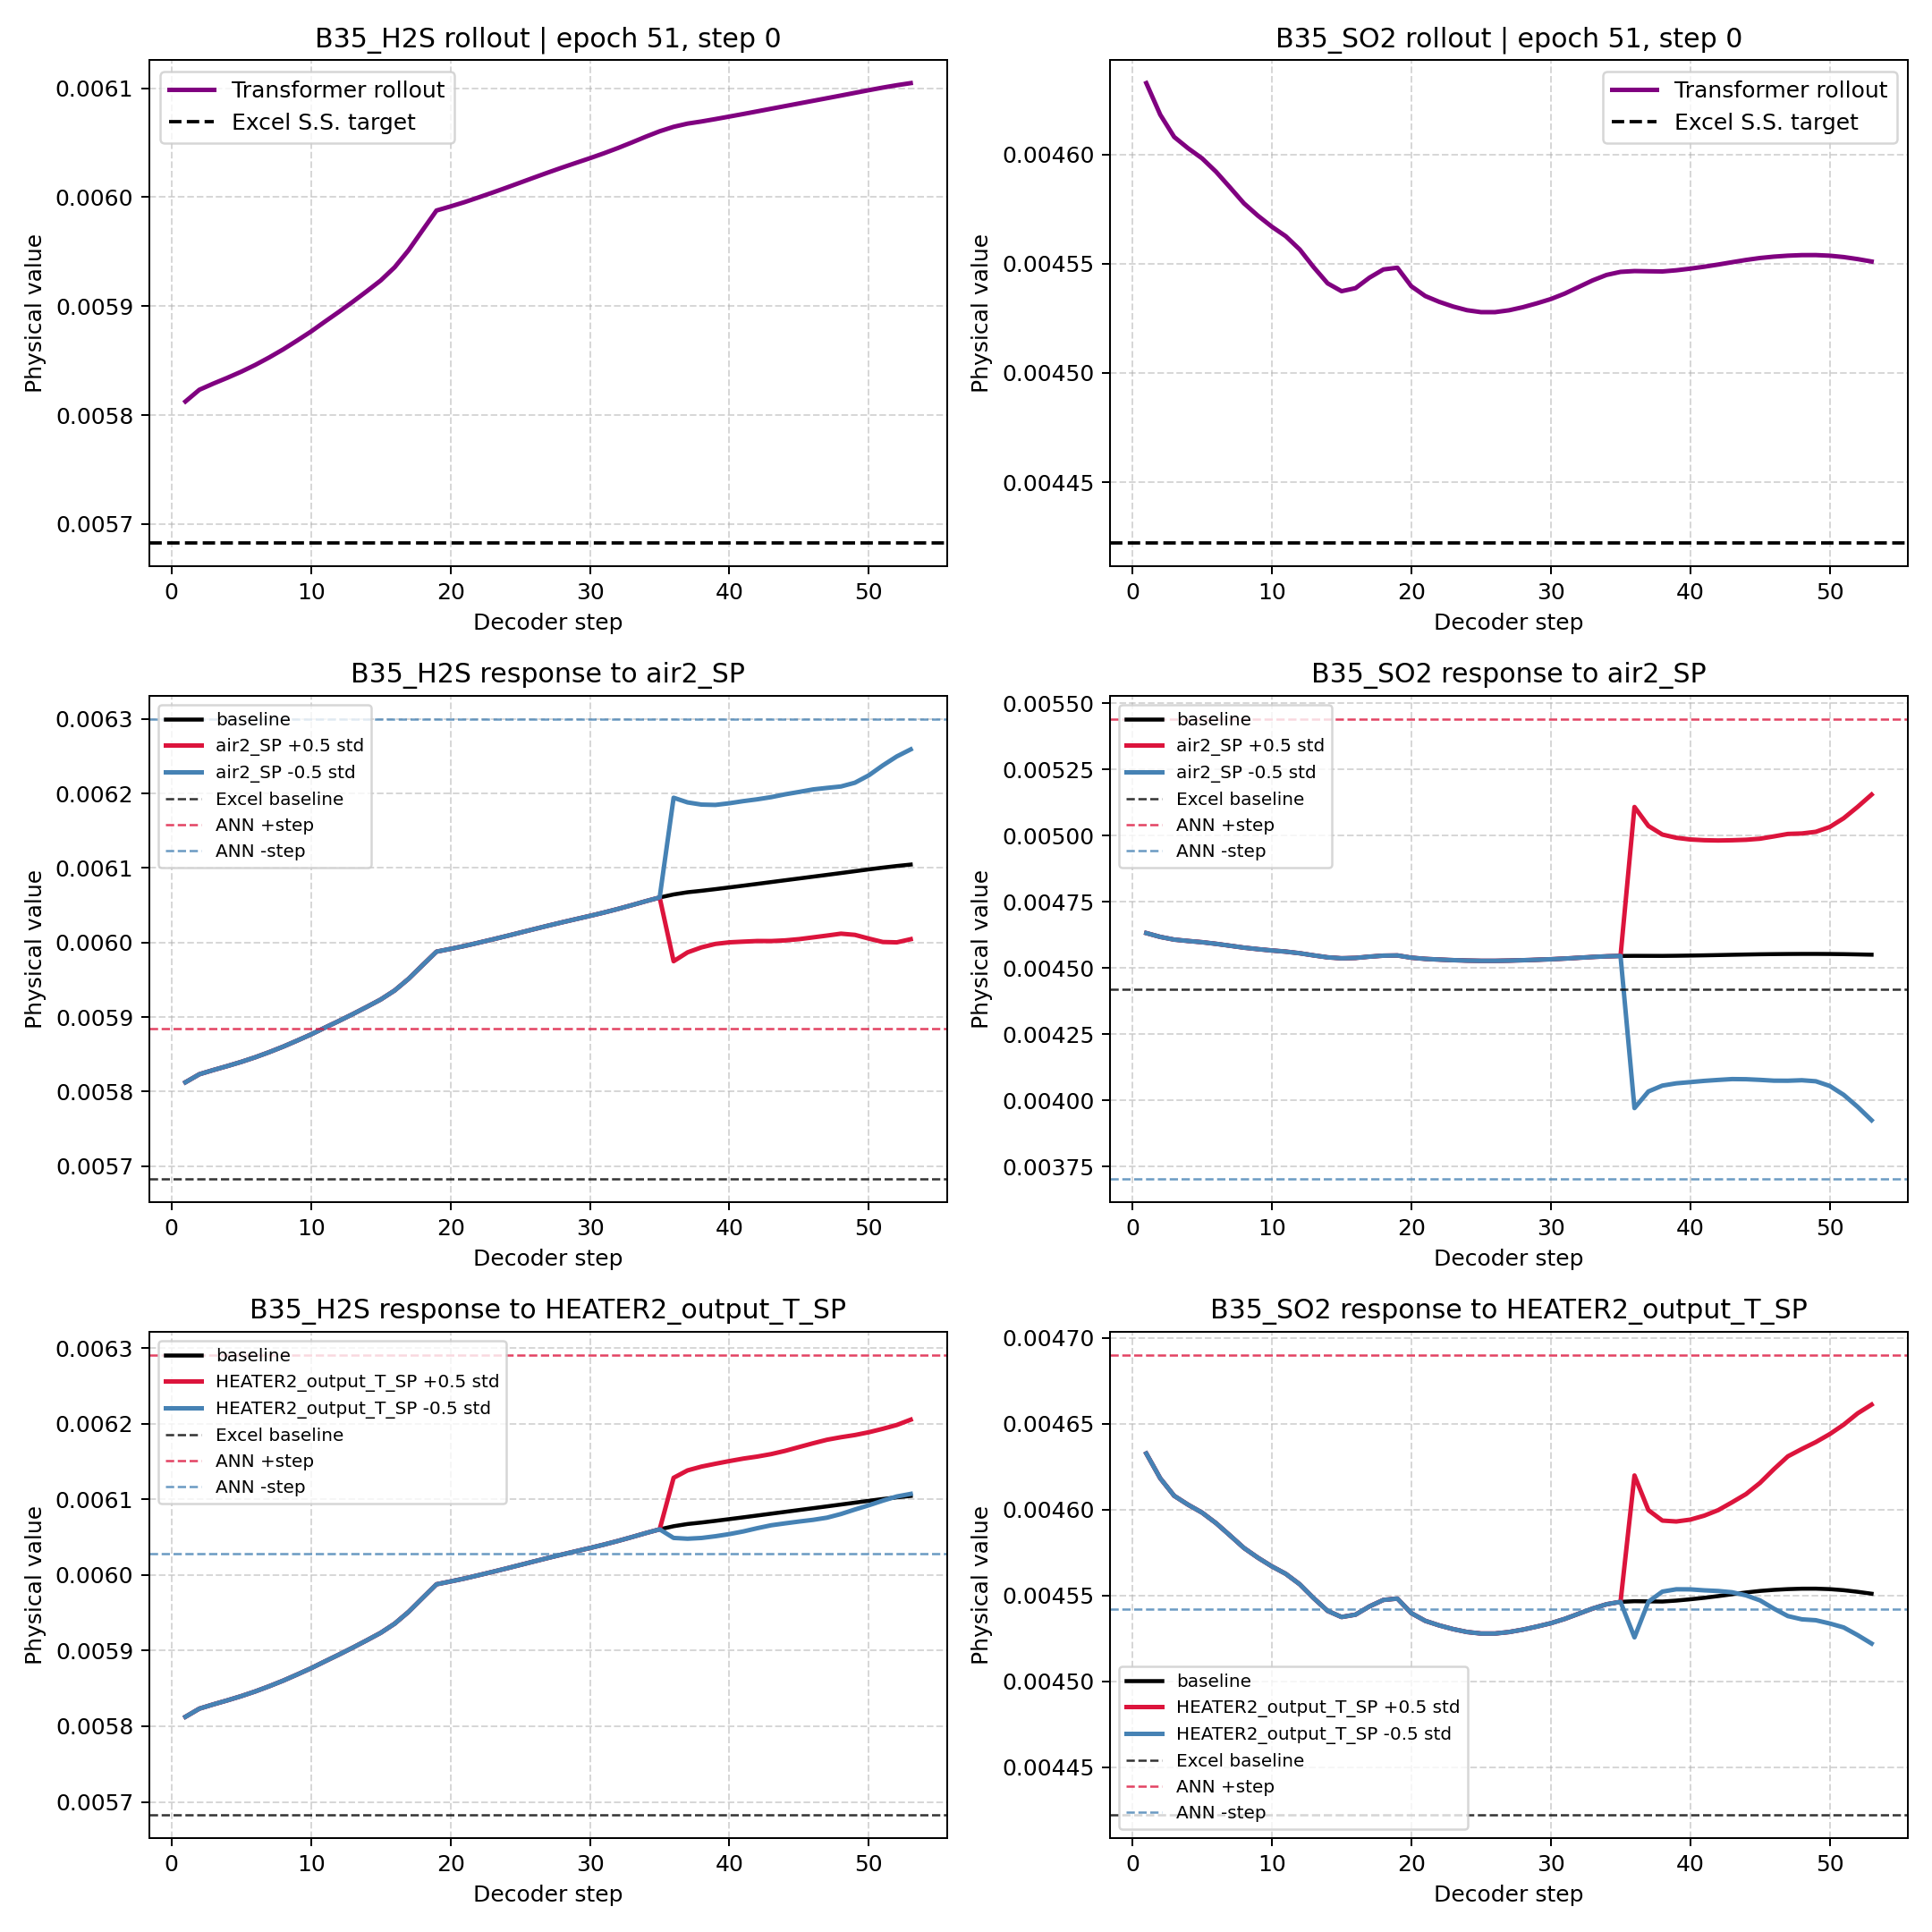 B35_H2S rollout | epoch 51, step 0
Transformer rollout
Excel S.S. target
Physical value
0.0061
0.0060
0.0059
0.0058
0.0057
0 10 20 30 40 50
Decoder step
B35_SO2 rollout | epoch 51, step 0
Transformer rollout
Excel S.S. target
Physical value
0.00460
0.00455
0.00450
0.00445
0 10 20 30 40 50
Decoder step
B35_H2S response to air2_SP
baseline
air2_SP +0.5 std
air2_SP -0.5 std
Excel baseline
ANN +step
ANN -step
Physical value
0.0063
0.0062
0.0061
0.0060
0.0059
0.0058
0.0057
0 10 20 30 40 50
Decoder step
B35_SO2 response to air2_SP
baseline
air2_SP +0.5 std
air2_SP -0.5 std
Excel baseline
ANN +step
ANN -step
Physical value
0.00550
0.00525
0.00500
0.00475
0.00450
0.00425
0.00400
0.00375
0 10 20 30 40 50
Decoder step
B35_H2S response to HEATER2_output_T_SP
baseline
HEATER2_output_T_SP +0.5 std
HEATER2_output_T_SP -0.5 std
Excel baseline
ANN +step
ANN -step
Physical value
0.0063
0.0062
0.0061
0.0060
0.0059
0.0058
0.0057
0 10 20 30 40 50
Decoder step
B35_SO2 response to HEATER2_output_T_SP
Physical value
0.00470
0.00465
0.00460
0.00455
0.00450
0.00445
baseline
HEATER2_output_T_SP +0.5 std
HEATER2_output_T_SP -0.5 std
Excel baseline
ANN +step
ANN -step
0 10 20 30 40 50
Decoder step